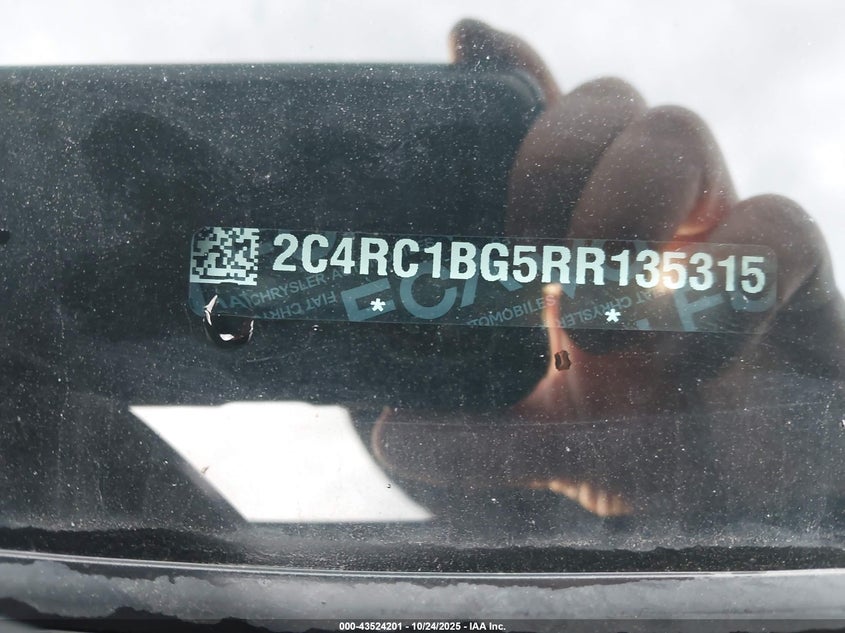 2C4RC1BG5RR135315
* *
000-43524201 - 10/24/2025 - IAA Inc.